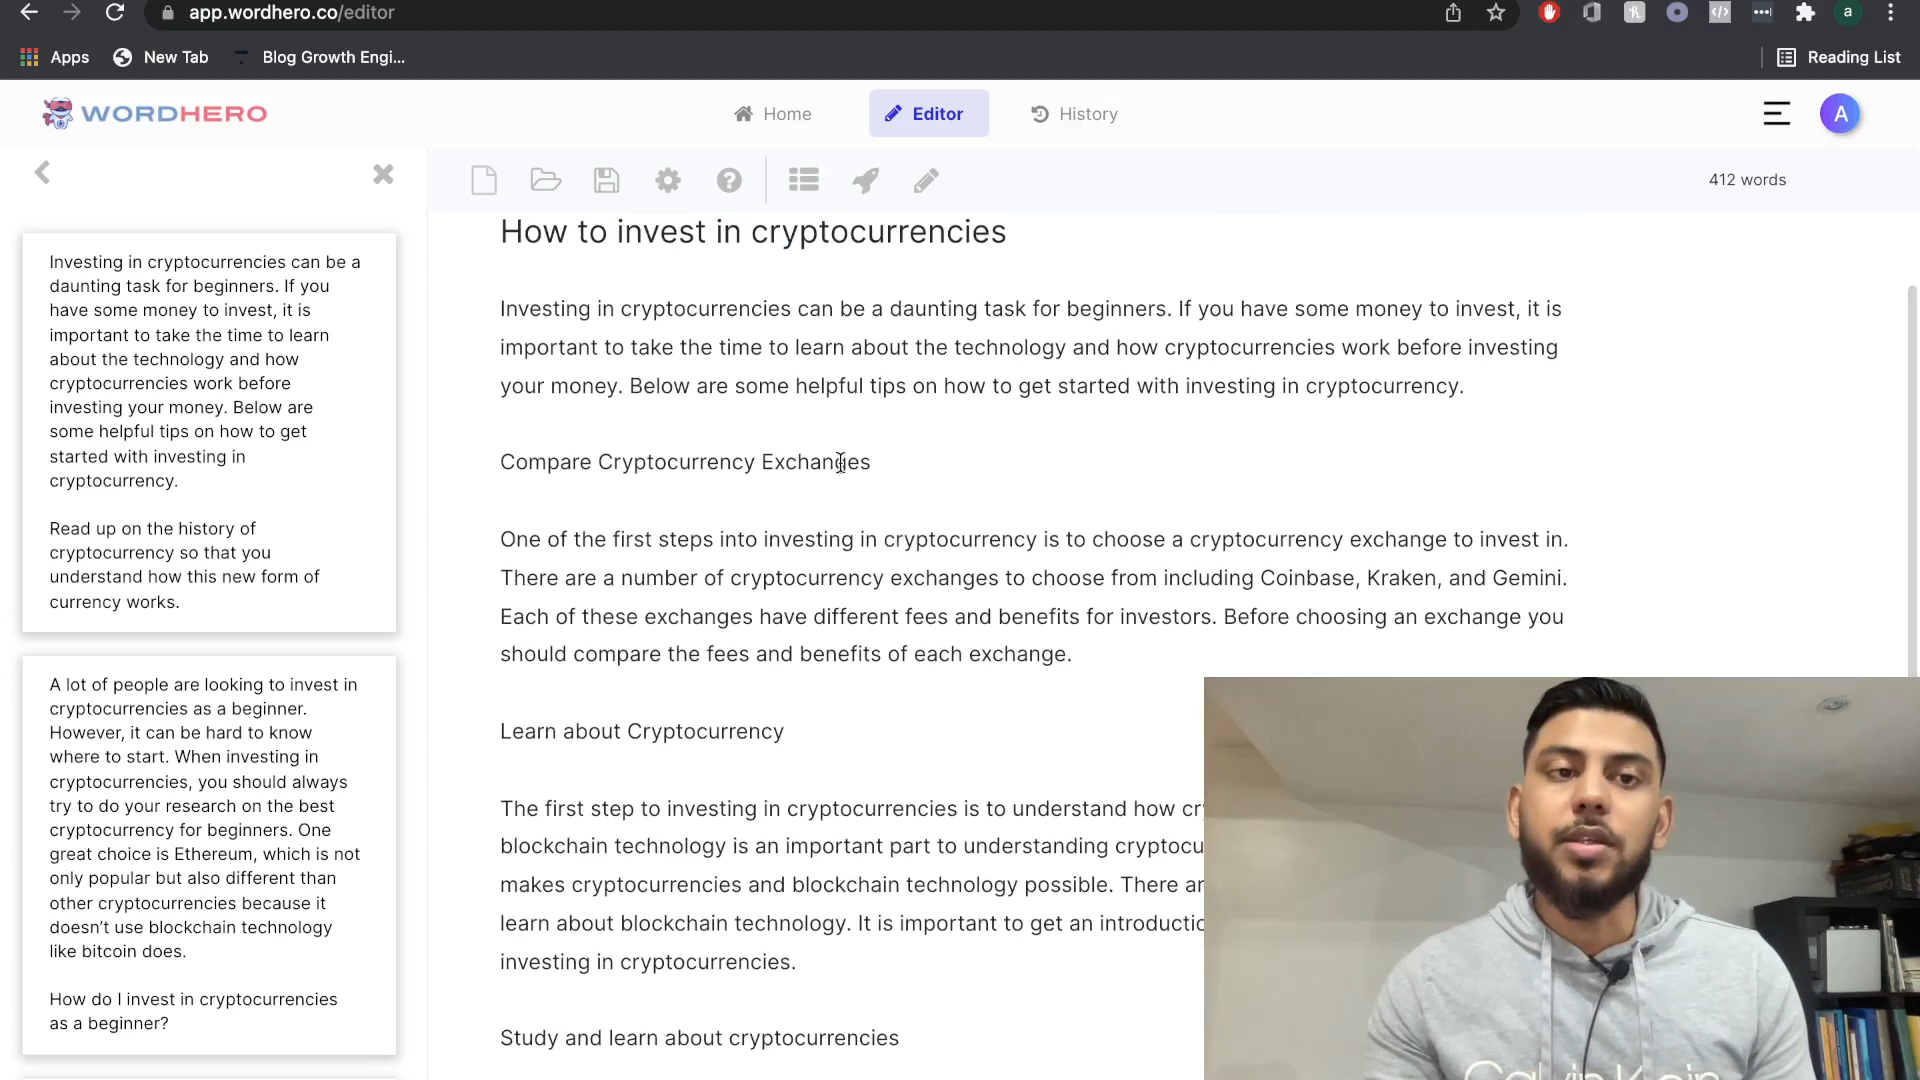 app.wordhero.co/editor
a
Apps
New Tab
Blog Growth Engi...
Reading List
WORDHERO
Home
Editor
History
A
412 words
Investing in cryptocurrencies can be a
daunting task for beginners. If you
have some money to invest, it is
important to take the time to learn
about the technology and how
cryptocurrencies work before
investing your money. Below are
some helpful tips on how to get
started with investing in
cryptocurrency.
Read up on the history of
cryptocurrency so that you
understand how this new form of
currency works.
A lot of people are looking to invest in
cryptocurrencies as a beginner.
However, it can be hard to know
where to start. When investing in
cryptocurrencies, you should always
try to do your research on the best
cryptocurrency for beginners. One
great choice is Ethereum, which is not
only popular but also different than
other cryptocurrencies because it
doesn’t use blockchain technology
like bitcoin does.
How do I invest in cryptocurrencies
as a beginner?
How to invest in cryptocurrencies
Investing in cryptocurrencies can be a daunting task for beginners. If you have some money to invest, it is
important to take the time to learn about the technology and how cryptocurrencies work before investing
your money. Below are some helpful tips on how to get started with investing in cryptocurrency.
Compare Cryptocurrency Exchanges
One of the first steps into investing in cryptocurrency is to choose a cryptocurrency exchange to invest in.
There are a number of cryptocurrency exchanges to choose from including Coinbase, Kraken, and Gemini.
Each of these exchanges have different fees and benefits for investors. Before choosing an exchange you
should compare the fees and benefits of each exchange.
Learn about Cryptocurrency
The first step to investing in cryptocurrencies is to understand how
blockchain technology is an important part to understanding
makes cryptocurrencies and blockchain technology possible. There
learn about blockchain technology. It is important to get an
investing in cryptocurrencies.
Study and learn about cryptocurrencies
Calvin Klein